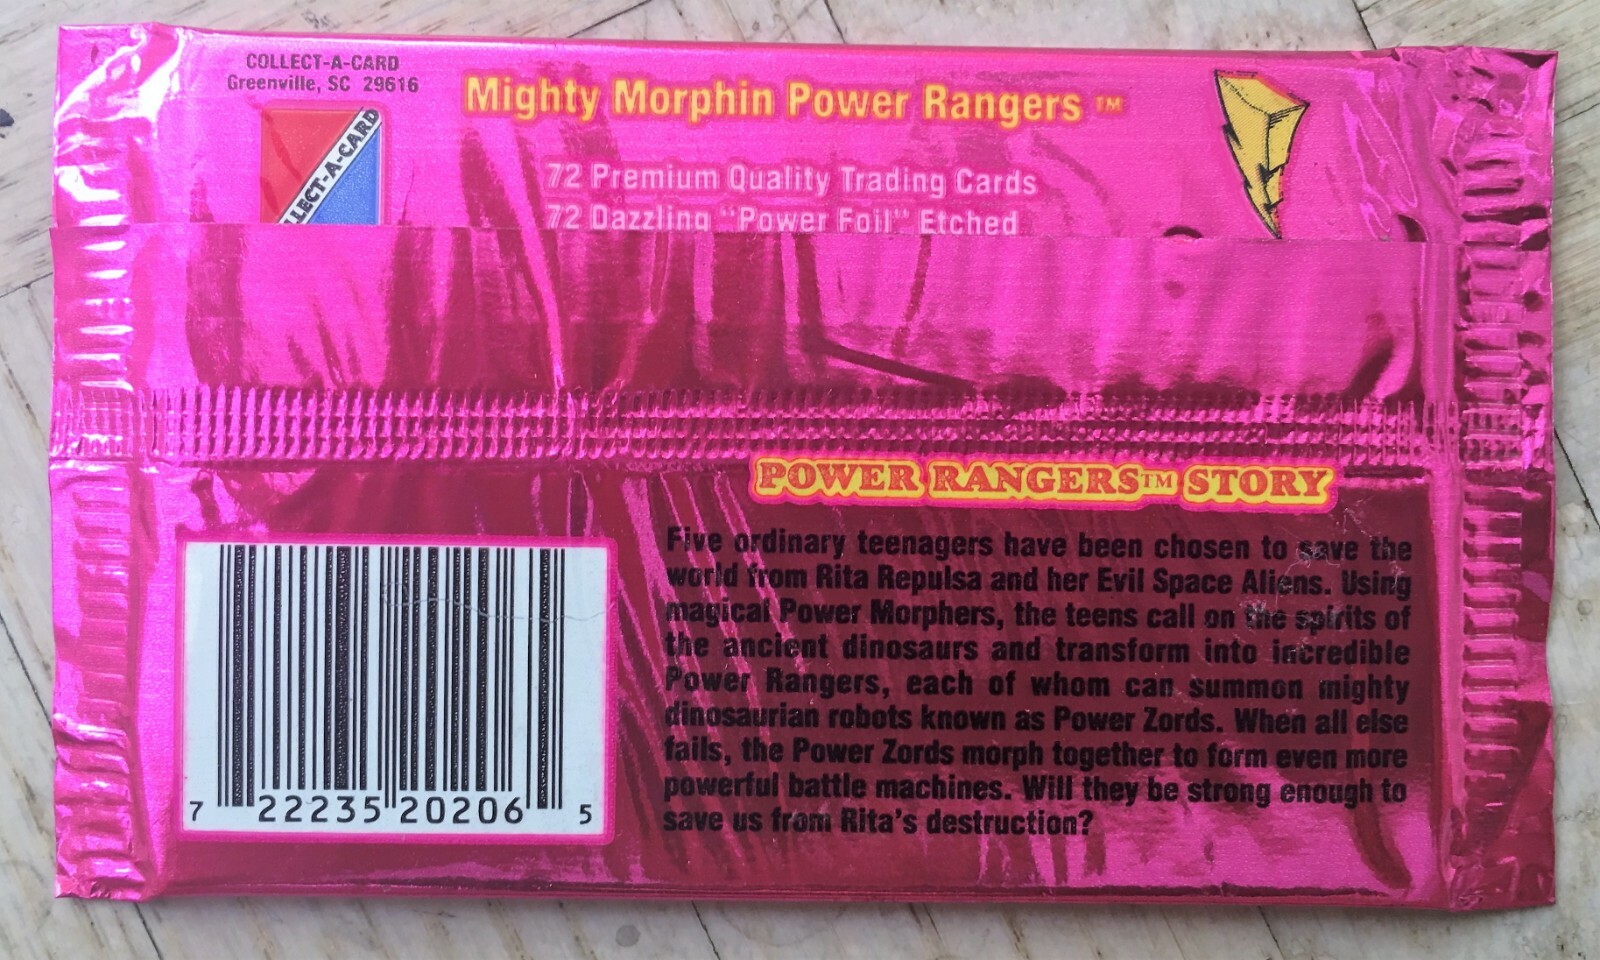 COLLECT-A-CARD
Greenville, SC 29616
LLECT-A-CARD
Mighty Morphin Power Rangers™
72 Premium Quality Trading Cards
72 Dazzling "Power Foil" Etched
POWER RANGERS™ STORY
Five ordinary teenagers have been chosen to save the
world from Rita Repulsa and her Evil Space Aliens. Using
magical Power Morphers, the teens call on the spirits of
the ancient dinosaurs and transform into incredible
Power Rangers, each of whom can summon mighty
dinosaurian robots known as Power Zords. When all else
fails, the Power Zords morph together to form even more
powerful battle machines. Will they be strong enough to
save us from Rita's destruction?
7 22235 20206 5